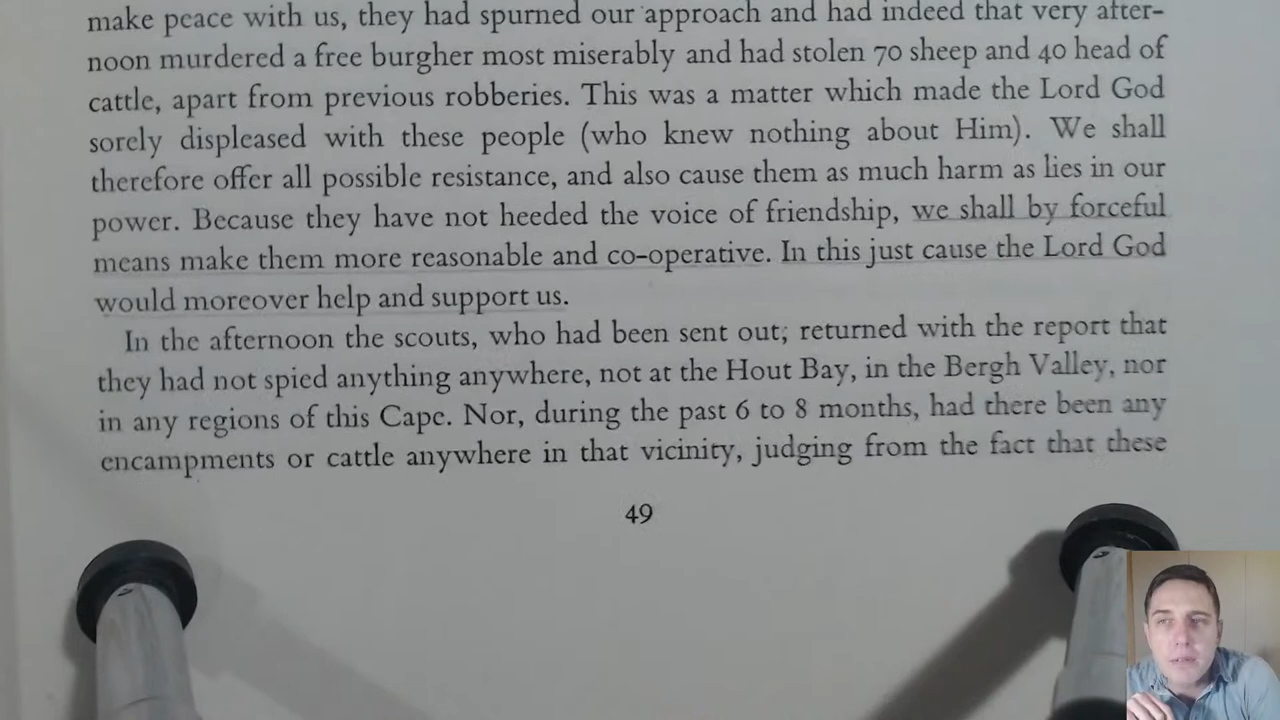 make peace with us, they had spurned our approach and had indeed that very after-
noon murdered a free burgher most miserably and had stolen 70 sheep and 40 head of
cattle, apart from previous robberies. This was a matter which made the Lord God
sorely displeased with these people (who knew nothing about Him). We shall
therefore offer all possible resistance, and also cause them as much harm as lies in our
power. Because they have not heeded the voice of friendship, we shall by forceful
means make them more reasonable and co-operative. In this just cause the Lord God
would moreover help and support us.
In the afternoon the scouts, who had been sent out; returned with the report that
they had not spied anything anywhere, not at the Hout Bay, in the Bergh Valley, nor
in any regions of this Cape. Nor, during the past 6 to 8 months, had there been any
encampments or cattle anywhere in that vicinity, judging from the fact that these
49